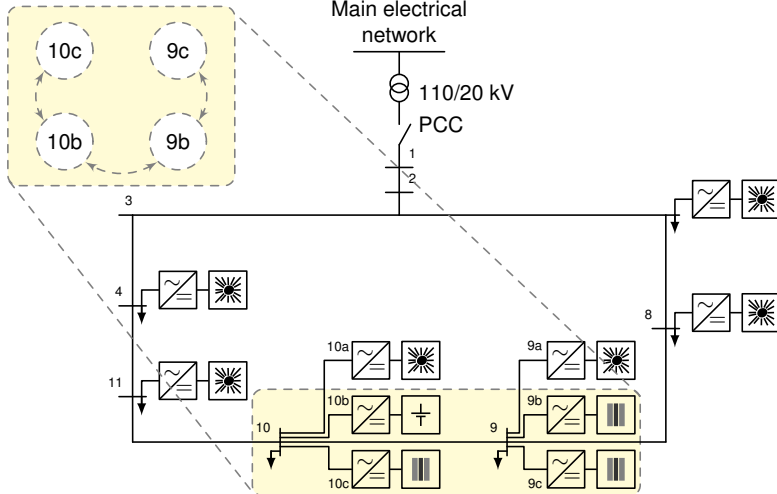 Main electrical
network
10c
9c
110/20 kV
PCC
10b
9b
1
2
3
4
8
11
10a
9a
10b
9b
10
9
10c
9c